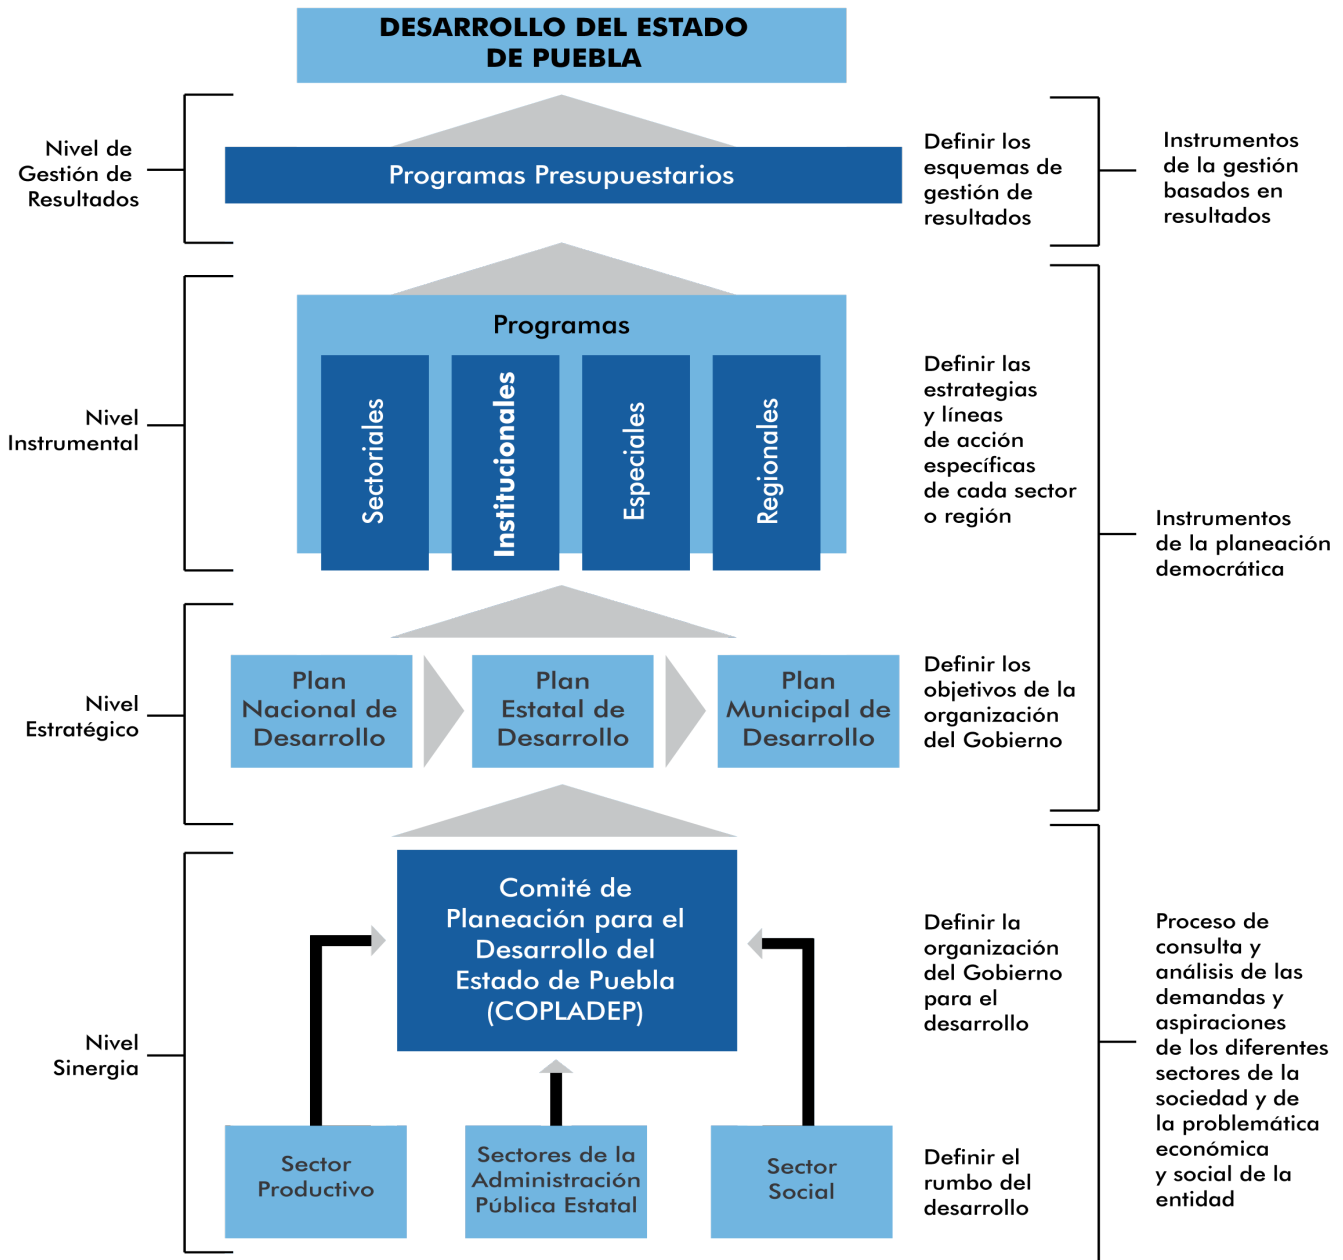 DESARROLLO DEL ESTADO
DE PUEBLA
Nivel de
Gestión de
Resultados
Programas Presupuestarios
Definir los
esquemas de
gestión de
resultados
Instrumentos
de la gestión
basados en
resultados
Nivel
Instrumental
Programas
Sectoriales
Institucionales
Especiales
Regionales
Definir las
estrategias
y líneas
de acción
específicas
de cada sector
o región
Instrumentos
de la planeación
democrática
Nivel
Estratégico
Plan
Nacional de
Desarrollo
Plan
Estatal de
Desarrollo
Plan
Municipal de
Desarrollo
Definir los
objetivos de la
organización
del Gobierno
Nivel
Sinergia
Comité de
Planeación para el
Desarrollo del
Estado de Puebla
(COPLADEP)
Definir la
organización
del Gobierno
para el
desarrollo
Sector
Productivo
Sectores de la
Administración
Pública Estatal
Sector
Social
Definir el
rumbo del
desarrollo
Proceso de
consulta y
análisis de las
demandas y
aspiraciones
de los diferentes
sectores de la
sociedad y de
la problemática
económica
y social de la
entidad